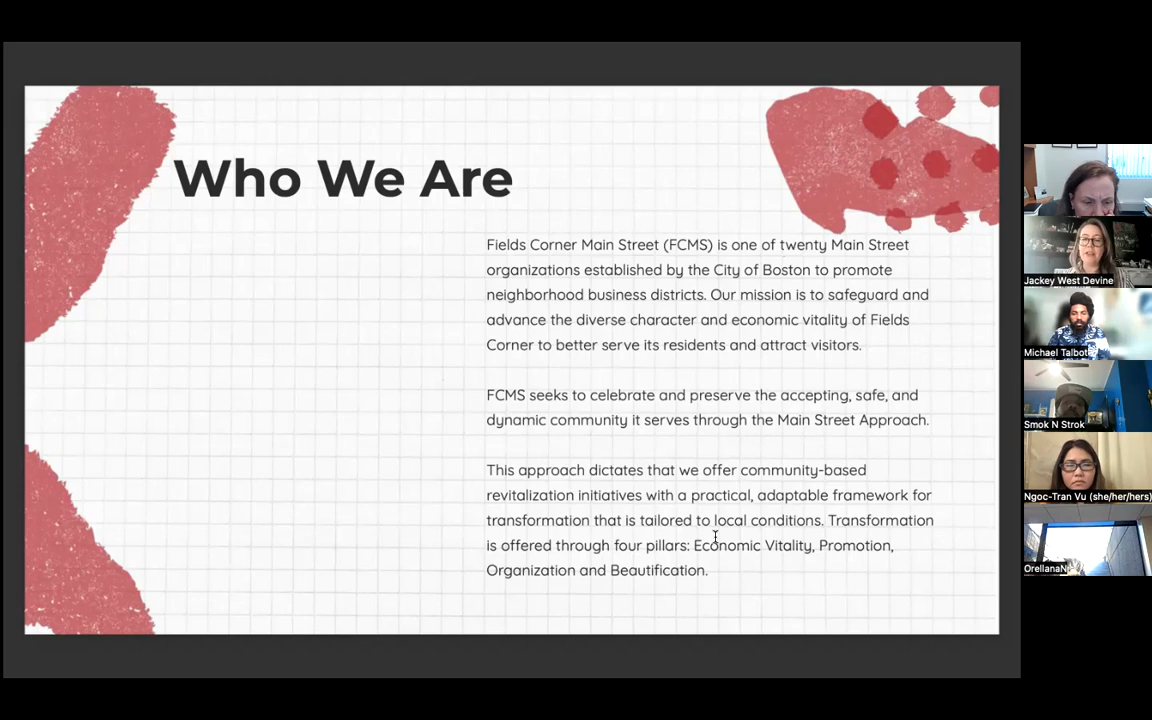 Who We Are
Fields Corner Main Street (FCMS) is one of twenty Main Street
organizations established by the City of Boston to promote
neighborhood business districts. Our mission is to safeguard and
advance the diverse character and economic vitality of Fields
Corner to better serve its residents and attract visitors.
FCMS seeks to celebrate and preserve the accepting, safe, and
dynamic community it serves through the Main Street Approach.
This approach dictates that we offer community-based
revitalization initiatives with a practical, adaptable framework for
transformation that is tailored to local conditions. Transformation
is offered through four pillars: Economic Vitality, Promotion,
Organization and Beautification.
Jackey West Devine
Michael Talbot
Smok N Strok
Ngoc-Tran Vu (she/her/hers)
OrellanaN